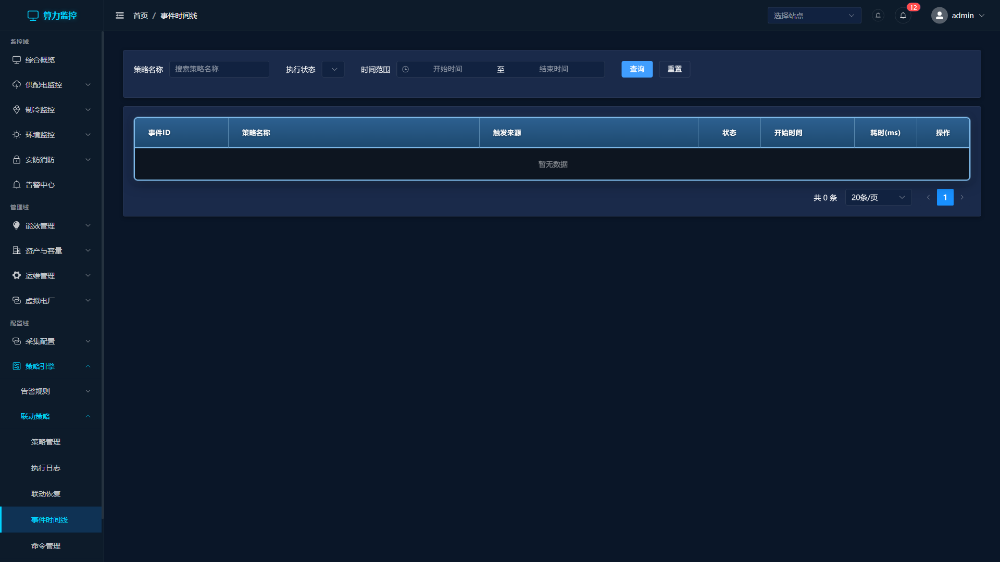 算力监控
首页 / 事件时间线
选择站点
12
admin
监控域
综合概览
供配电监控
制冷监控
环境监控
安防消防
告警中心
管理域
能效管理
资产与容量
运维管理
虚拟电厂
配置域
采集配置
策略引擎
告警规则
联动策略
策略管理
执行日志
联动恢复
事件时间线
命令管理
策略名称 搜索策略名称 执行状态 时间范围 开始时间 至 结束时间 查询 重置
事件ID 策略名称 触发来源 状态 开始时间 耗时(ms) 操作
暂无数据
共 0 条 20条/页 1